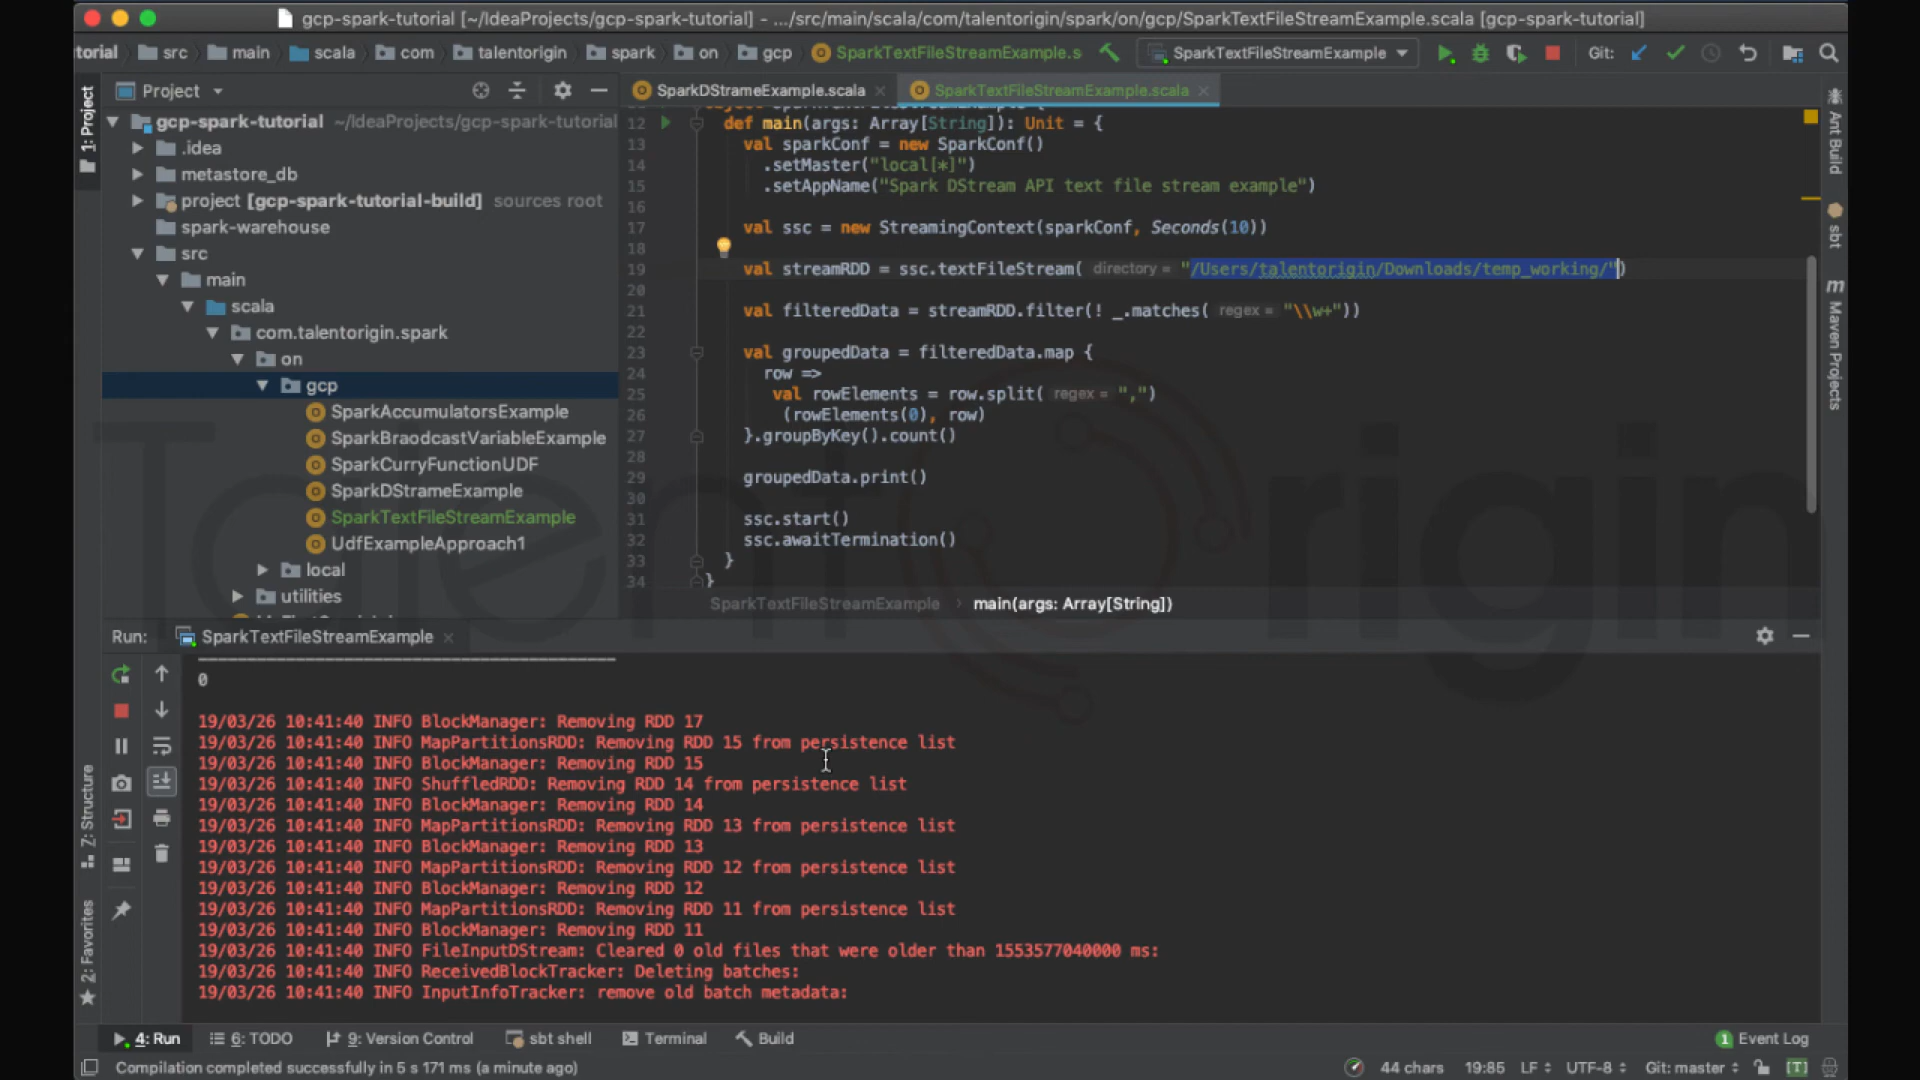 gcp-spark-tutorial [~/IdeaProjects/gcp-spark-tutorial] - .../src/main/scala/com/talentorigin/spark/on/gcp/SparkTextFileStreamExample.scala [gcp-spark-tutorial]
torial src main scala com talentorigin spark on gcp SparkTextFileStreamExample.s SparkTextFileStreamExample Git:
1: Project Project SparkDStrameExample.scala SparkTextFileStreamExample.scala Ant Build
gcp-spark-tutorial ~/IdeaProjects/gcp-spark-tutorial
.idea
metastore_db
project [gcp-spark-tutorial-build] sources root
spark-warehouse
src
main
scala
com.talentorigin.spark
on
gcp
SparkAccumulatorsExample
SparkBraodcastVariableExample
SparkCurryFunctionUDF
SparkDStrameExample
SparkTextFileStreamExample
UdfExampleApproach1
local
utilities
12 def main(args: Array[String]): Unit = {
13 val sparkConf = new SparkConf()
14 .setMaster("local[*]")
15 .setAppName("Spark DStream API text file stream example")
16
17 val ssc = new StreamingContext(sparkConf, Seconds(10))
18
19 val streamRDD = ssc.textFileStream( directory = "/Users/talentorigin/Downloads/temp_working/")
20
21 val filteredData = streamRDD.filter(! _.matches( regex = "\\w+"))
22
23 val groupedData = filteredData.map {
24 row =>
25 val rowElements = row.split( regex = ",")
26 (rowElements(0), row)
27 }.groupByKey().count()
28
29 groupedData.print()
30
31 ssc.start()
32 ssc.awaitTermination()
33 }
34 }
SparkTextFileStreamExample main(args: Array[String])
sbt
Maven Projects
Talent Origin
Run: SparkTextFileStreamExample
-------------------------------------------
0
19/03/26 10:41:40 INFO BlockManager: Removing RDD 17
19/03/26 10:41:40 INFO MapPartitionsRDD: Removing RDD 15 from persistence list
19/03/26 10:41:40 INFO BlockManager: Removing RDD 15
19/03/26 10:41:40 INFO ShuffledRDD: Removing RDD 14 from persistence list
19/03/26 10:41:40 INFO BlockManager: Removing RDD 14
19/03/26 10:41:40 INFO MapPartitionsRDD: Removing RDD 13 from persistence list
19/03/26 10:41:40 INFO BlockManager: Removing RDD 13
19/03/26 10:41:40 INFO MapPartitionsRDD: Removing RDD 12 from persistence list
19/03/26 10:41:40 INFO BlockManager: Removing RDD 12
19/03/26 10:41:40 INFO MapPartitionsRDD: Removing RDD 11 from persistence list
19/03/26 10:41:40 INFO BlockManager: Removing RDD 11
19/03/26 10:41:40 INFO FileInputDStream: Cleared 0 old files that were older than 1553577040000 ms:
19/03/26 10:41:40 INFO ReceivedBlockTracker: Deleting batches:
19/03/26 10:41:40 INFO InputInfoTracker: remove old batch metadata:
Z: Structure
2: Favorites
4: Run 6: TODO 9: Version Control sbt shell Terminal Build 1 Event Log
Compilation completed successfully in 5 s 171 ms (a minute ago) 44 chars 19:85 LF UTF-8 Git: master [T]